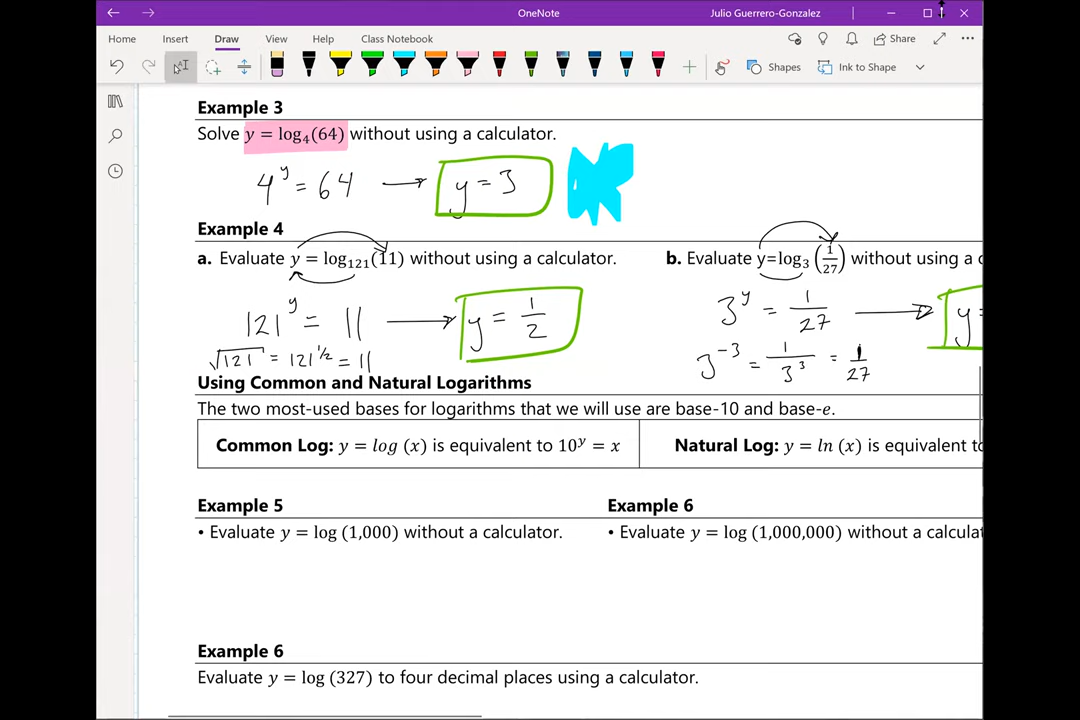 OneNote
Julio Guerrero-Gonzalez
Home Insert Draw View Help Class Notebook Share
Shapes Ink to Shape
Example 3
Solve y = log₄(64) without using a calculator.
4^y = 64 → y = 3
Example 4
a. Evaluate y = log₁₂₁(11) without using a calculator.
b. Evaluate y=log₃ (1/27) without using a c
121^y = 11 → y = 1/2
√121 = 121^1/2 = 11
3^y = 1/27 → y =
3^-3 = 1/3^3 = 1/27
Using Common and Natural Logarithms
The two most-used bases for logarithms that we will use are base-10 and base-e.
Common Log: y = log (x) is equivalent to 10^y = x
Natural Log: y = ln (x) is equivalent to
Example 5
• Evaluate y = log (1,000) without a calculator.
Example 6
• Evaluate y = log (1,000,000) without a calculat
Example 6
Evaluate y = log (327) to four decimal places using a calculator.